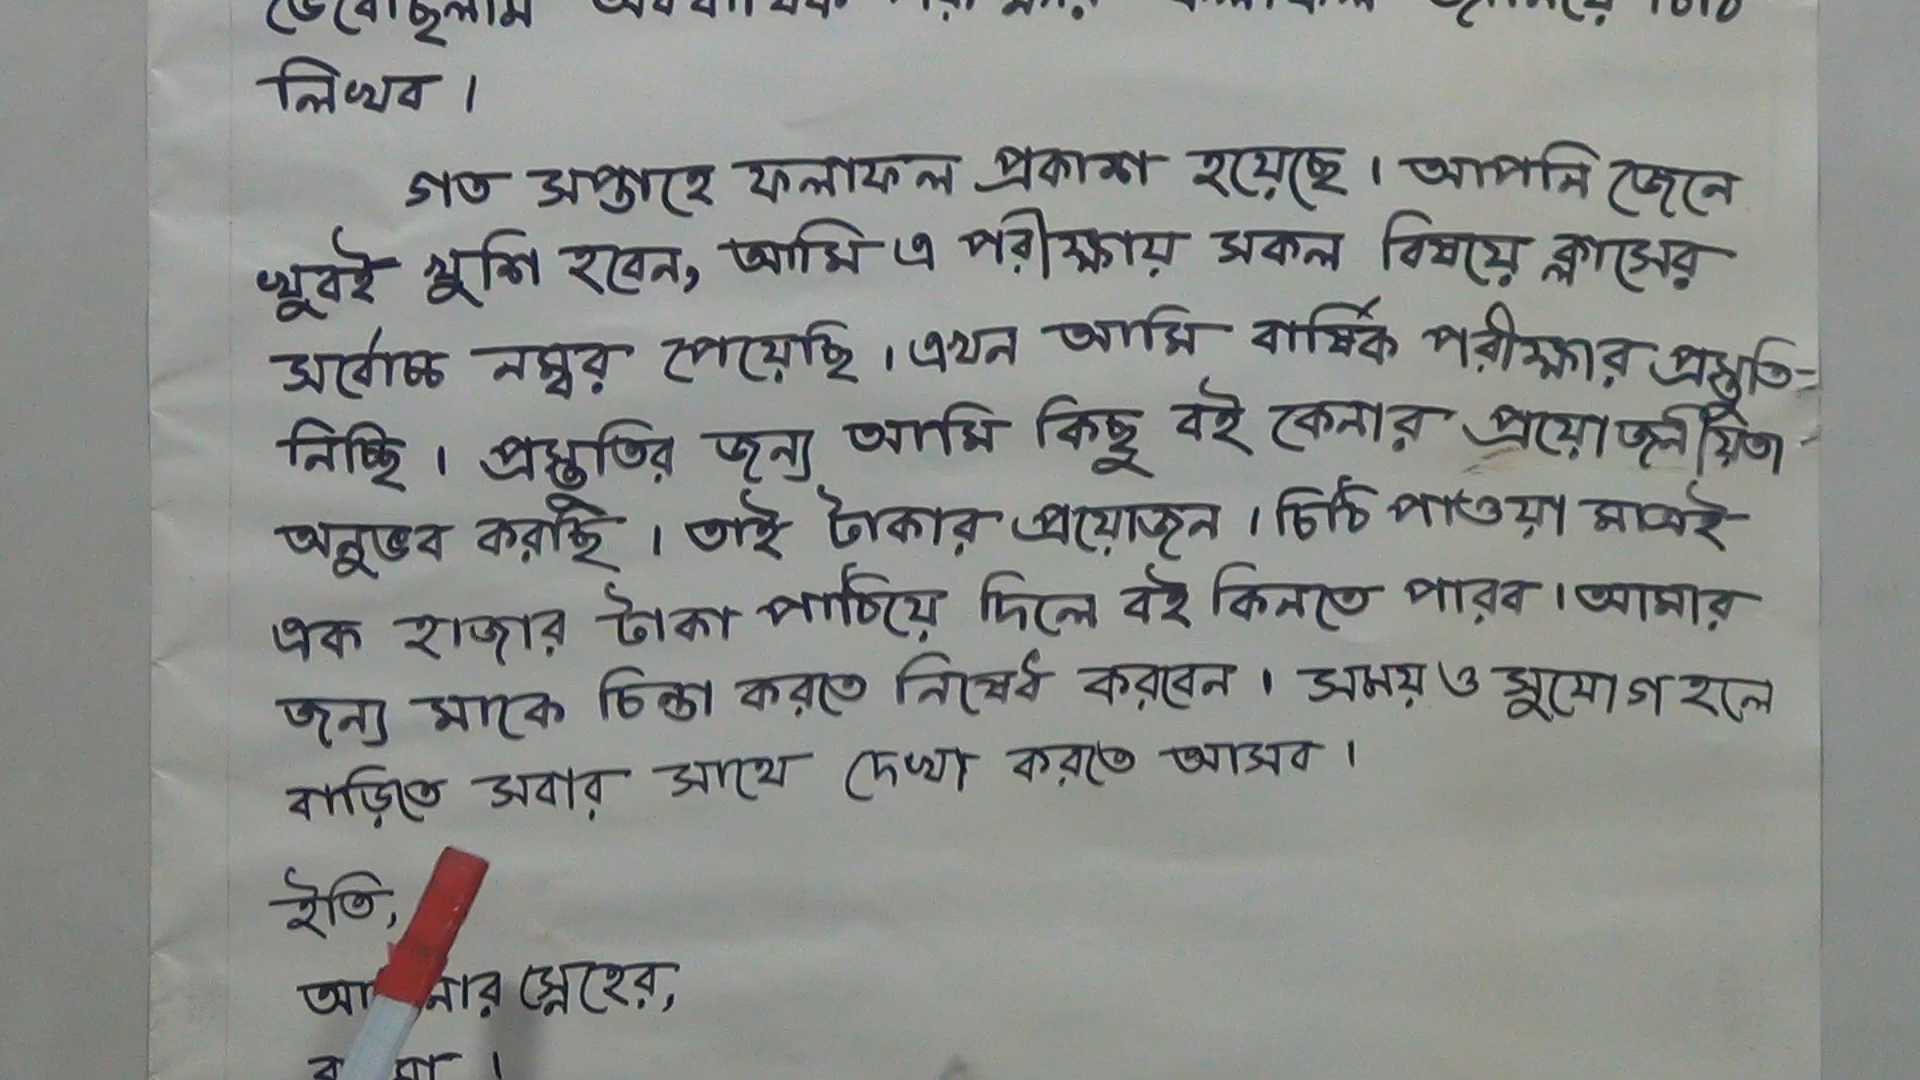 ভেবেছিলাম
লিখব।
গত সপ্তাহে ফলাফল প্রকাশ হয়েছে। আপনি জেনে
খুবই খুশি হবেন, আমি এ পরীক্ষায় সকল বিষয়ে ক্লাসের
সর্বোচ্চ নম্বর পেয়েছি। এখন আমি বার্ষিক পরীক্ষার প্রস্তুতি-
নিচ্ছি। প্রস্তুতির জন্য আমি কিছু বই কেনার প্রয়োজনীয়িতা
অনুভব করছি। তাই টাকার প্রয়োজন। চিঠি পাওয়া মাত্রই
এক হাজার টাকা পাঠিয়ে দিলে বই কিনতে পারব। আমার
জন্য মাকে চিন্তা করতে নিষেধ করবেন। সময় ও সুযোগ হলে
বাড়িতে সবার সাথে দেখা করতে আসব।
ইতি,
স্নেহের,